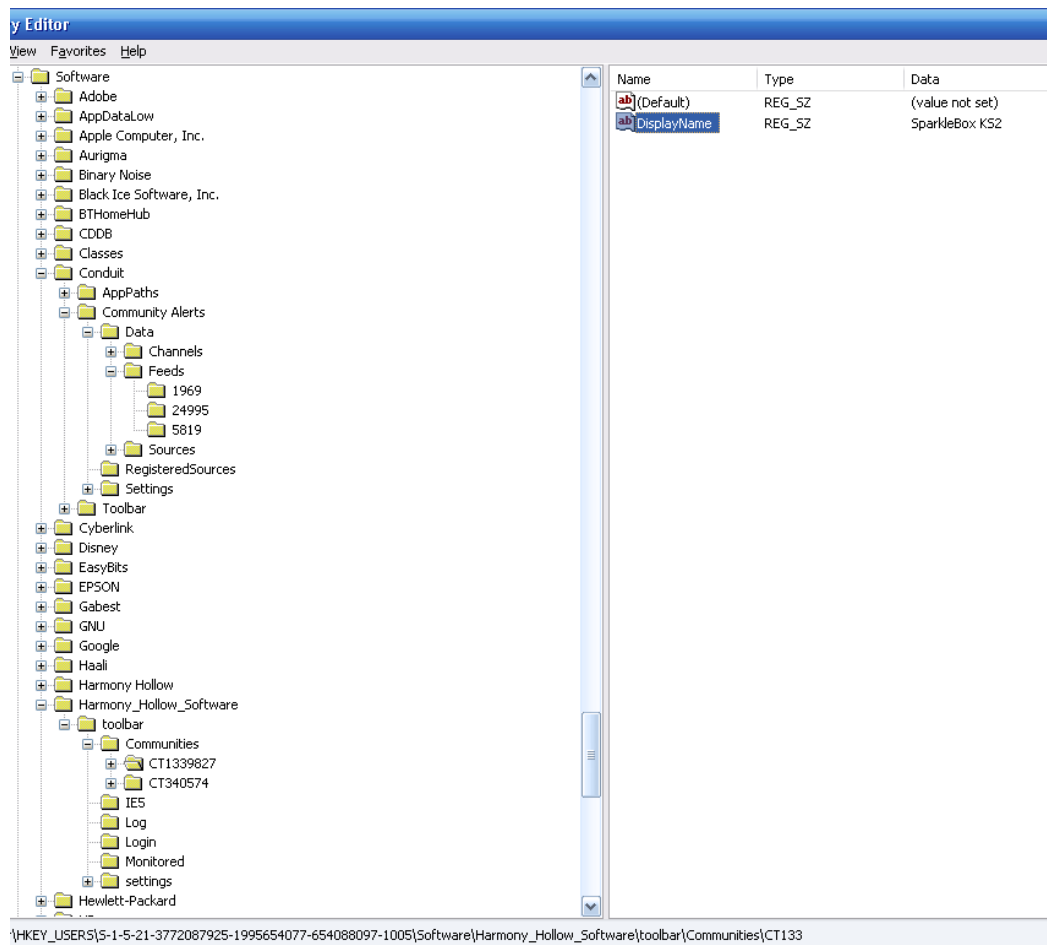 y Editor
View Favorites Help
Software
Adobe
AppDataLow
Apple Computer, Inc.
Aurigma
Binary Noise
Black Ice Software, Inc.
BTHomeHub
CDDB
Classes
Conduit
AppPaths
Community Alerts
Data
Channels
Feeds
1969
24995
5819
Sources
RegisteredSources
Settings
Toolbar
Cyberlink
Disney
EasyBits
EPSON
Gabest
GNU
Google
Haali
Harmony Hollow
Harmony_Hollow_Software
toolbar
Communities
CT1339827
CT340574
IE5
Log
Login
Monitored
settings
Hewlett-Packard
Name Type Data
(Default) REG_SZ (value not set)
DisplayName REG_SZ SparkleBox KS2
\HKEY_USERS\S-1-5-21-3772087925-1995654077-654088097-1005\Software\Harmony_Hollow_Software\toolbar\Communities\CT133